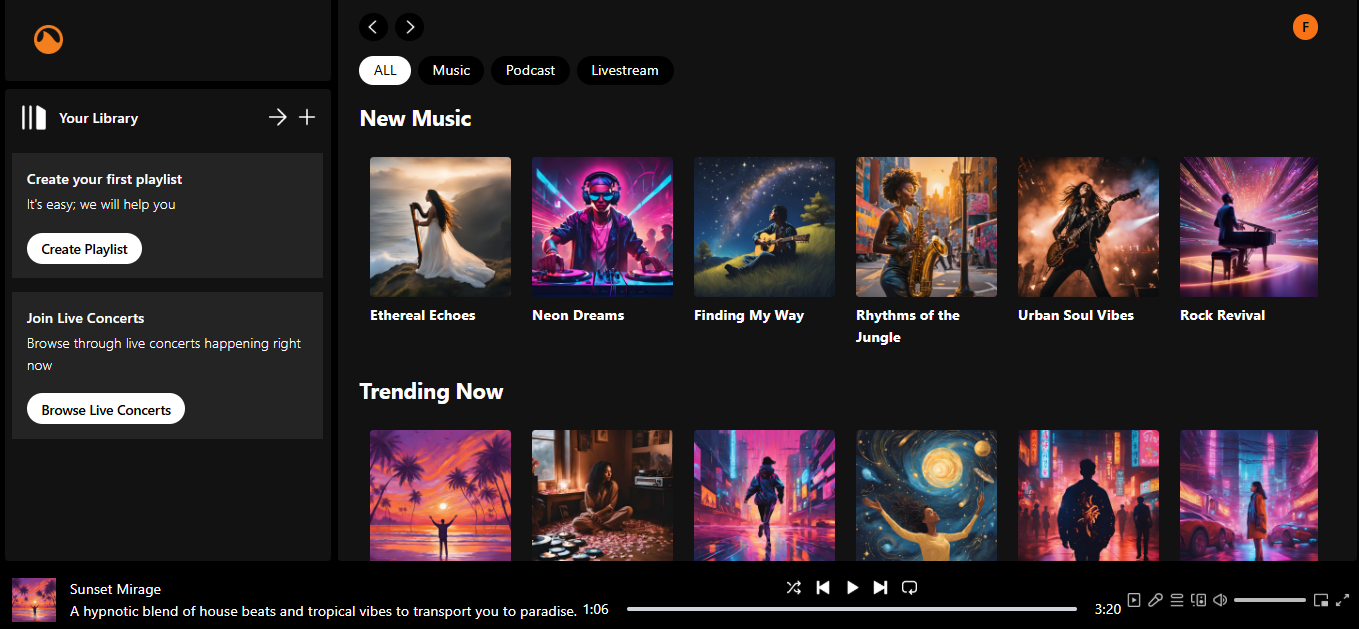 Your Library
Create your first playlist
It's easy; we will help you
Create Playlist
Join Live Concerts
Browse through live concerts happening right
now
Browse Live Concerts
F
ALL Music Podcast Livestream
New Music
Ethereal Echoes
Neon Dreams
Finding My Way
Rhythms of the
Jungle
Urban Soul Vibes
Rock Revival
Trending Now
Sunset Mirage
A hypnotic blend of house beats and tropical vibes to transport you to paradise.
1:06
3:20